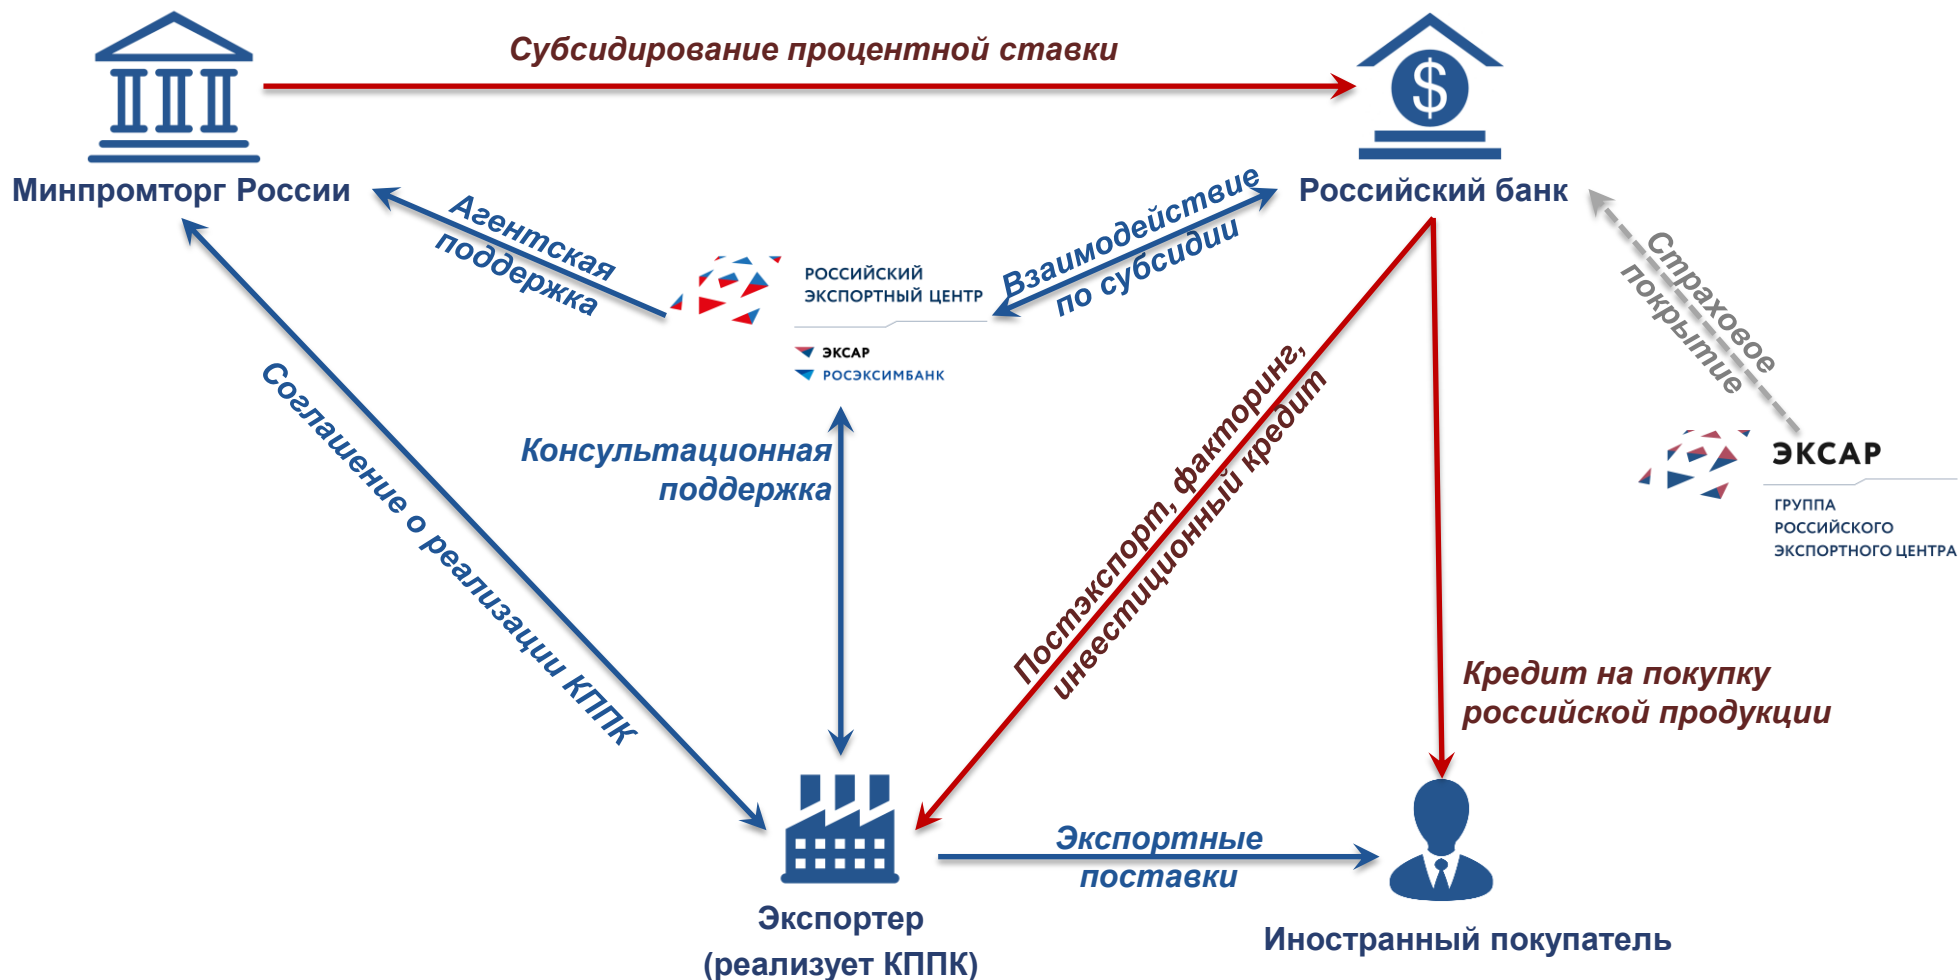 Субсидирование процентной ставки
$
Минпромторг России
Российский банк
Агентская
поддержка
Взаимодействие
по субсидии
Страховое
покрытие
РОССИЙСКИЙ
ЭКСПОРТНЫЙ ЦЕНТР
ЭКСАР
РОСЭКСИМБАНК
Соглашение о реализации КППК
Консультационная
поддержка
Постэкспорт, факторинг,
инвестиционный кредит
ЭКСАР
ГРУППА
РОССИЙСКОГО
ЭКСПОРТНОГО ЦЕНТРА
Кредит на покупку
российской продукции
Экспортные
поставки
Экспортер
(реализует КППК)
Иностранный покупатель